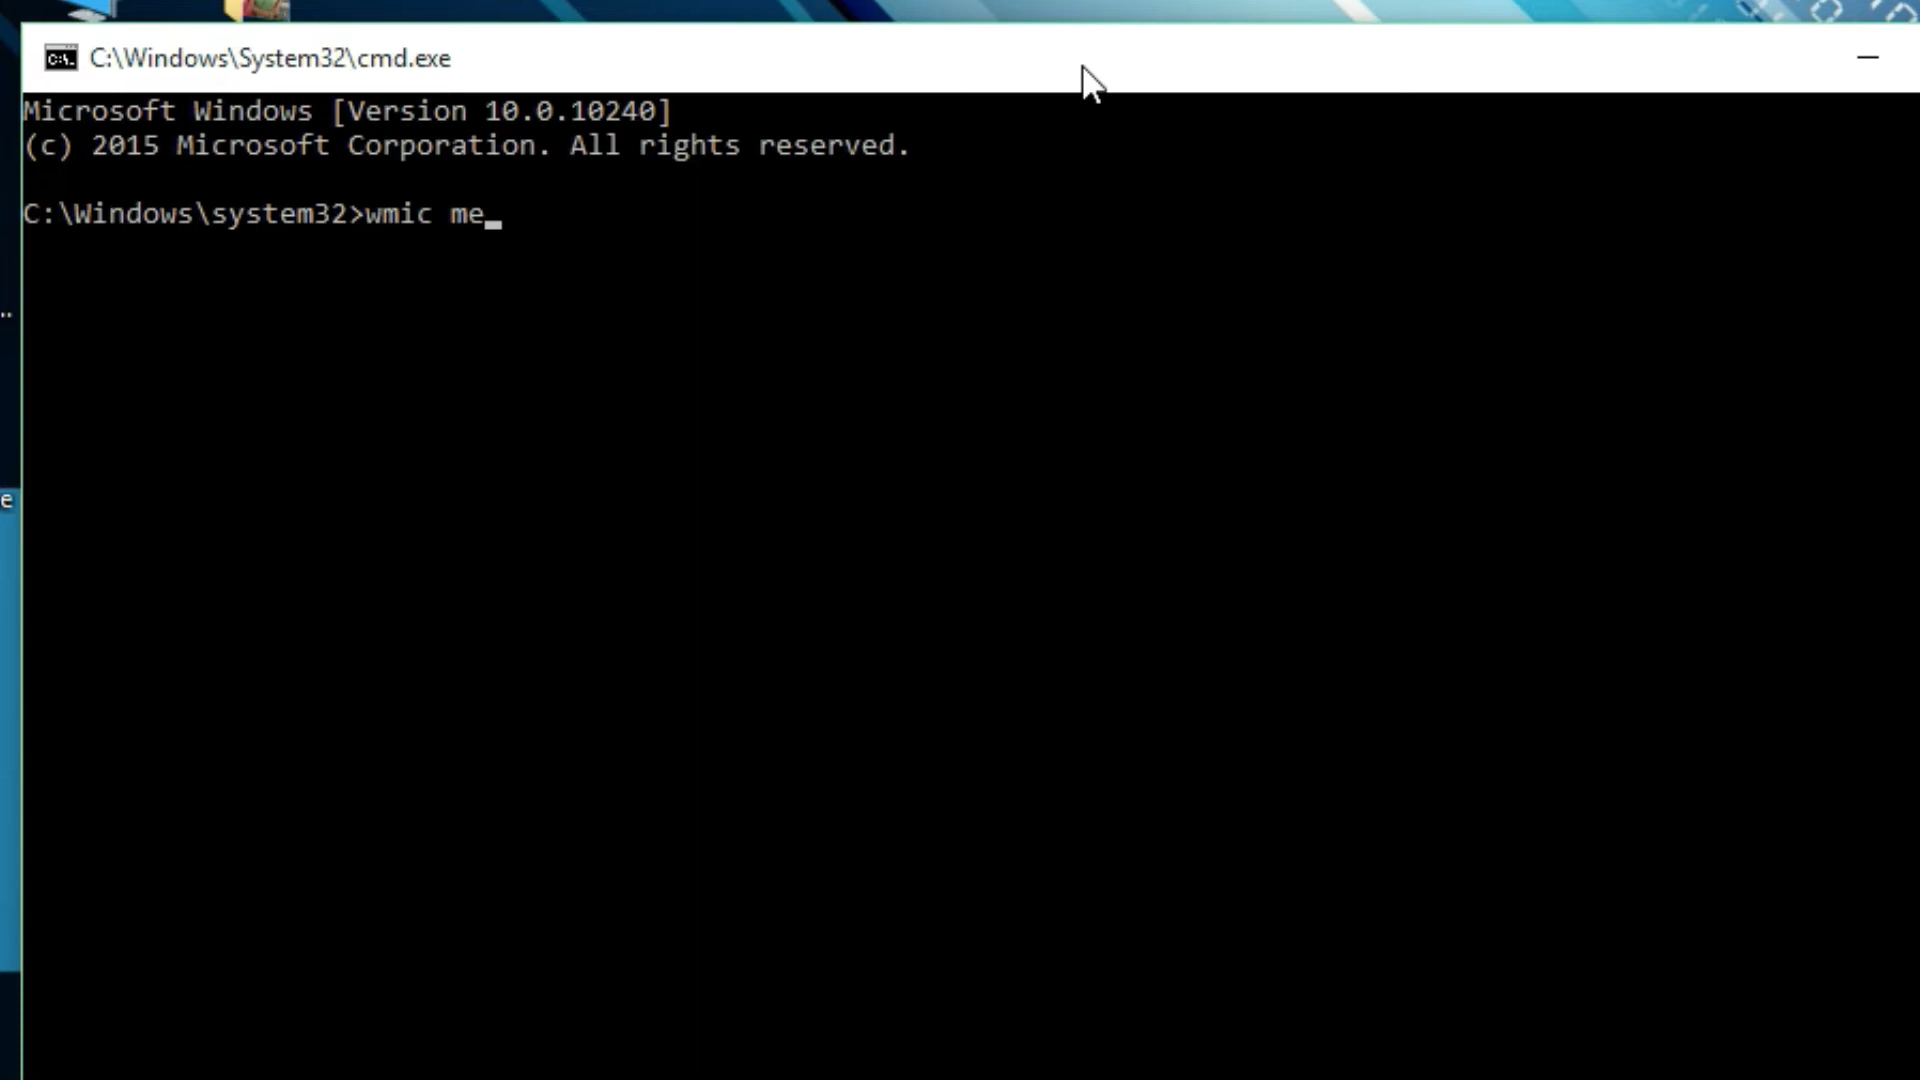 C:\Windows\System32\cmd.exe
Microsoft Windows [Version 10.0.10240]
(c) 2015 Microsoft Corporation. All rights reserved.
C:\Windows\system32>wmic me
..
e